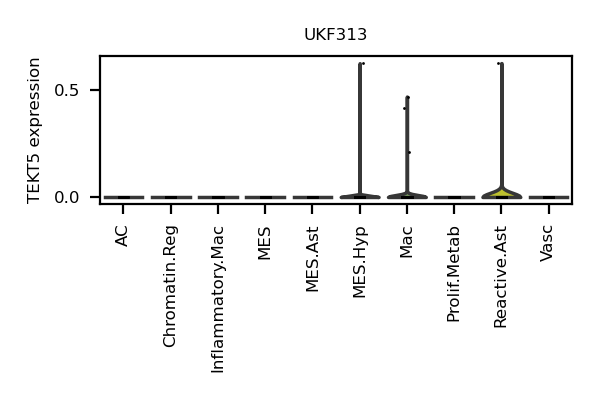 UKF313
TEKT5 expression
0.5
0.0
AC
Chromatin.Reg
Inflammatory.Mac
MES
MES.Ast
MES.Hyp
Mac
Prolif.Metab
Reactive.Ast
Vasc